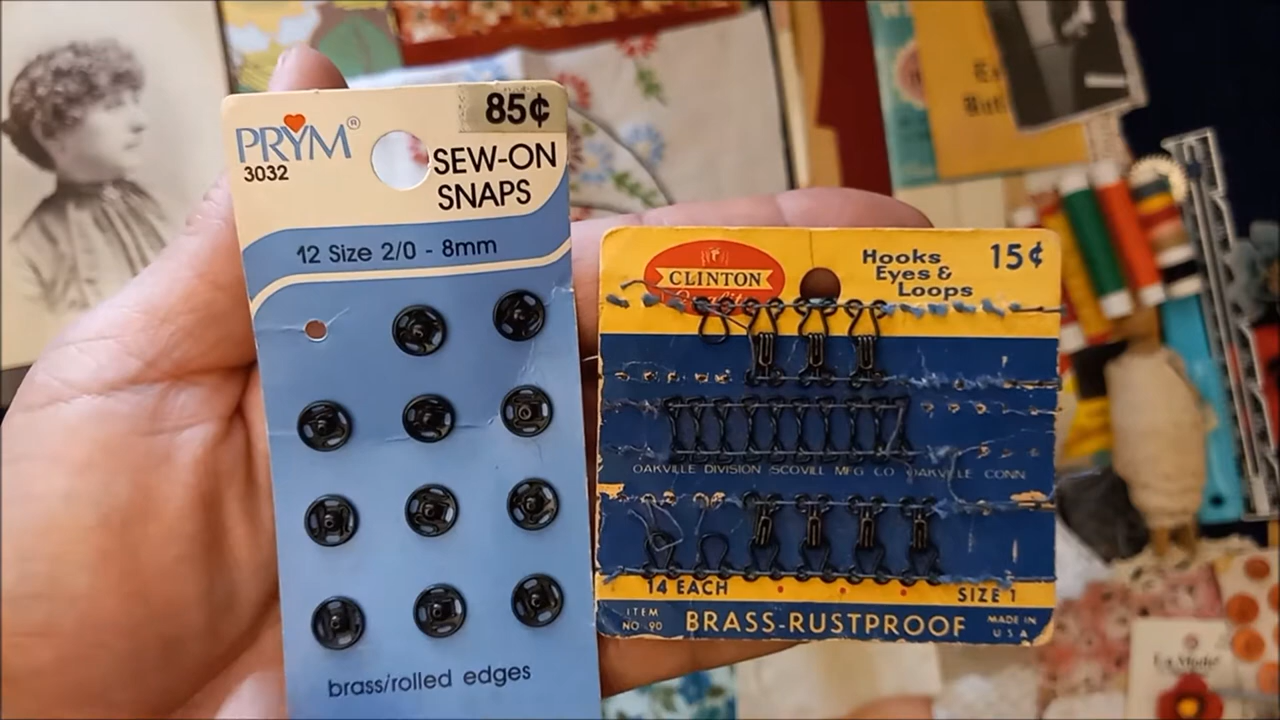 PRYM®
3032
85¢
SEW-ON
SNAPS
12 Size 2/0 - 8mm
brass/rolled edges
CLINTON
Quality
Hooks
Eyes &
Loops
15¢
OAKVILLE DIVISION SCOVILL MFG CO OAKVILLE CONN
14 EACH
SIZE 1
ITEM
NO 90
BRASS-RUSTPROOF
MADE IN
U S A